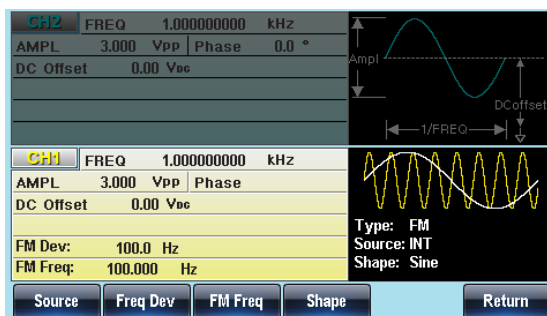 CH2 FREQ 1.000000000 kHz
AMPL 3.000 Vpp Phase 0.0 °
DC Offset 0.00 VDC
Ampl
DCoffset
1/FREQ
CH1 FREQ 1.000000000 kHz
AMPL 3.000 Vpp Phase
DC Offset 0.00 VDC
FM Dev: 100.0 Hz
FM Freq: 100.000 Hz
Type: FM
Source: INT
Shape: Sine
Source Freq Dev FM Freq Shape Return